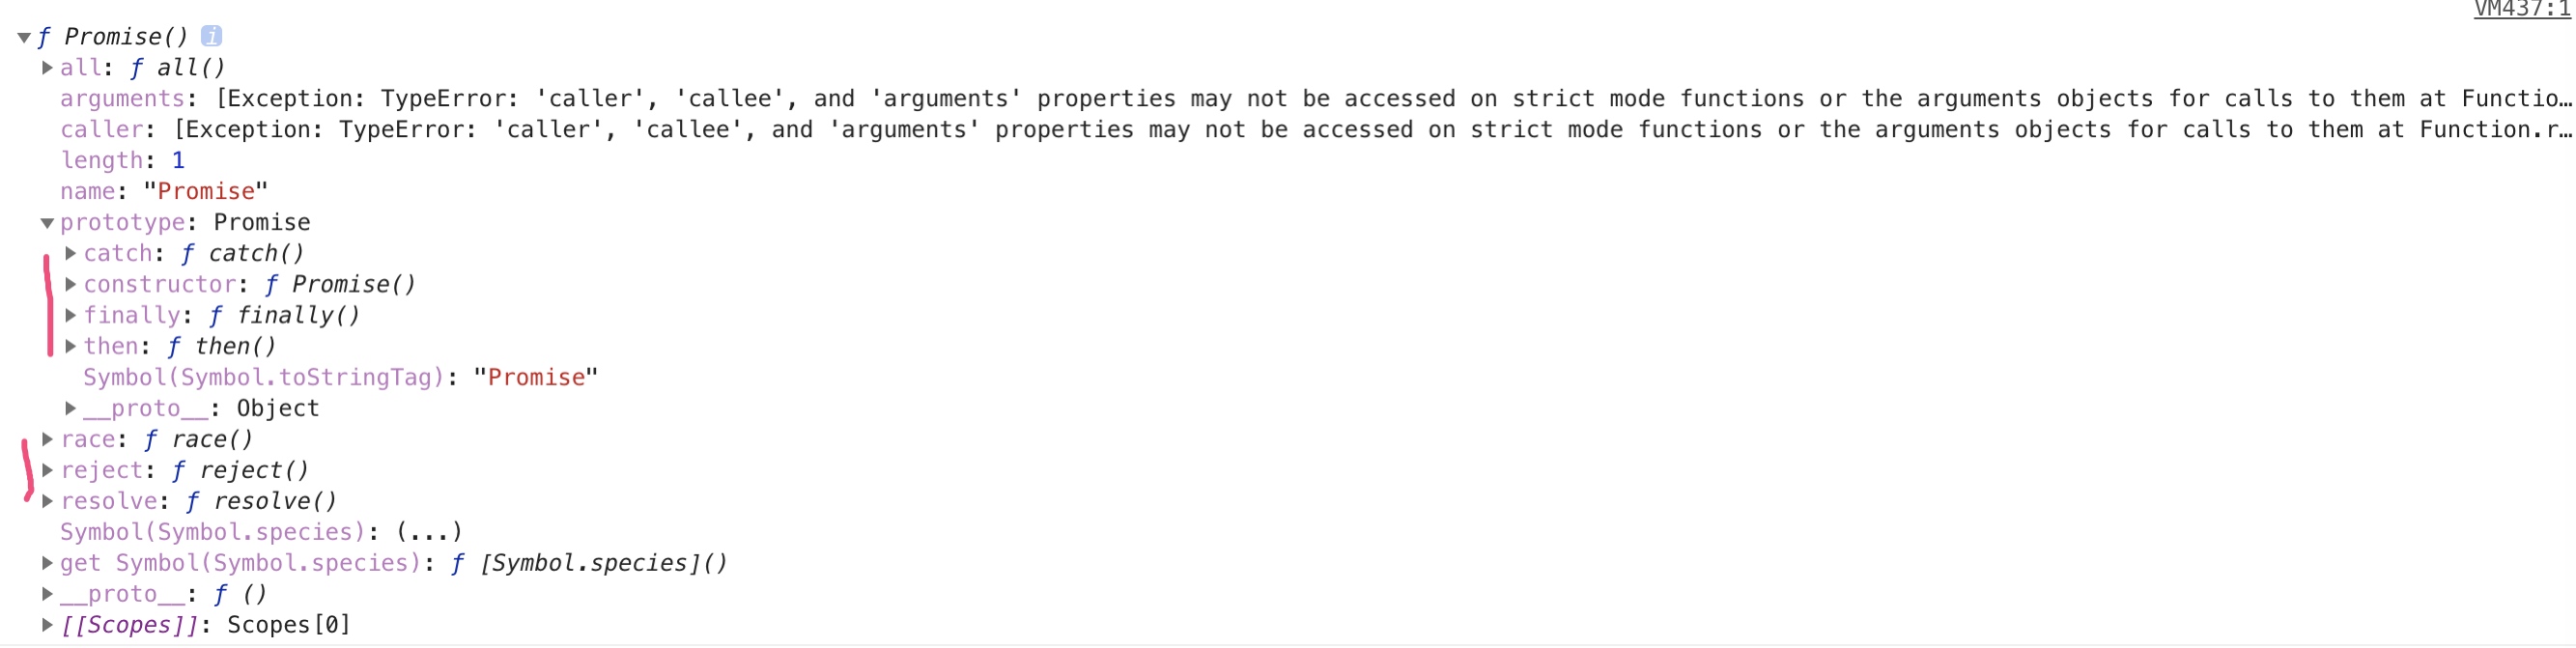 VM437:1
▼ƒ Promise() i
▶all: ƒ all()
arguments: [Exception: TypeError: 'caller', 'callee', and 'arguments' properties may not be accessed on strict mode functions or the arguments objects for calls to them at Functio…
caller: [Exception: TypeError: 'caller', 'callee', and 'arguments' properties may not be accessed on strict mode functions or the arguments objects for calls to them at Function.r…
length: 1
name: "Promise"
▼prototype: Promise
▶catch: ƒ catch()
▶constructor: ƒ Promise()
▶finally: ƒ finally()
▶then: ƒ then()
Symbol(Symbol.toStringTag): "Promise"
▶__proto__: Object
▶race: ƒ race()
▶reject: ƒ reject()
▶resolve: ƒ resolve()
Symbol(Symbol.species): (...)
▶get Symbol(Symbol.species): ƒ [Symbol.species]()
▶__proto__: ƒ ()
▶[[Scopes]]: Scopes[0]